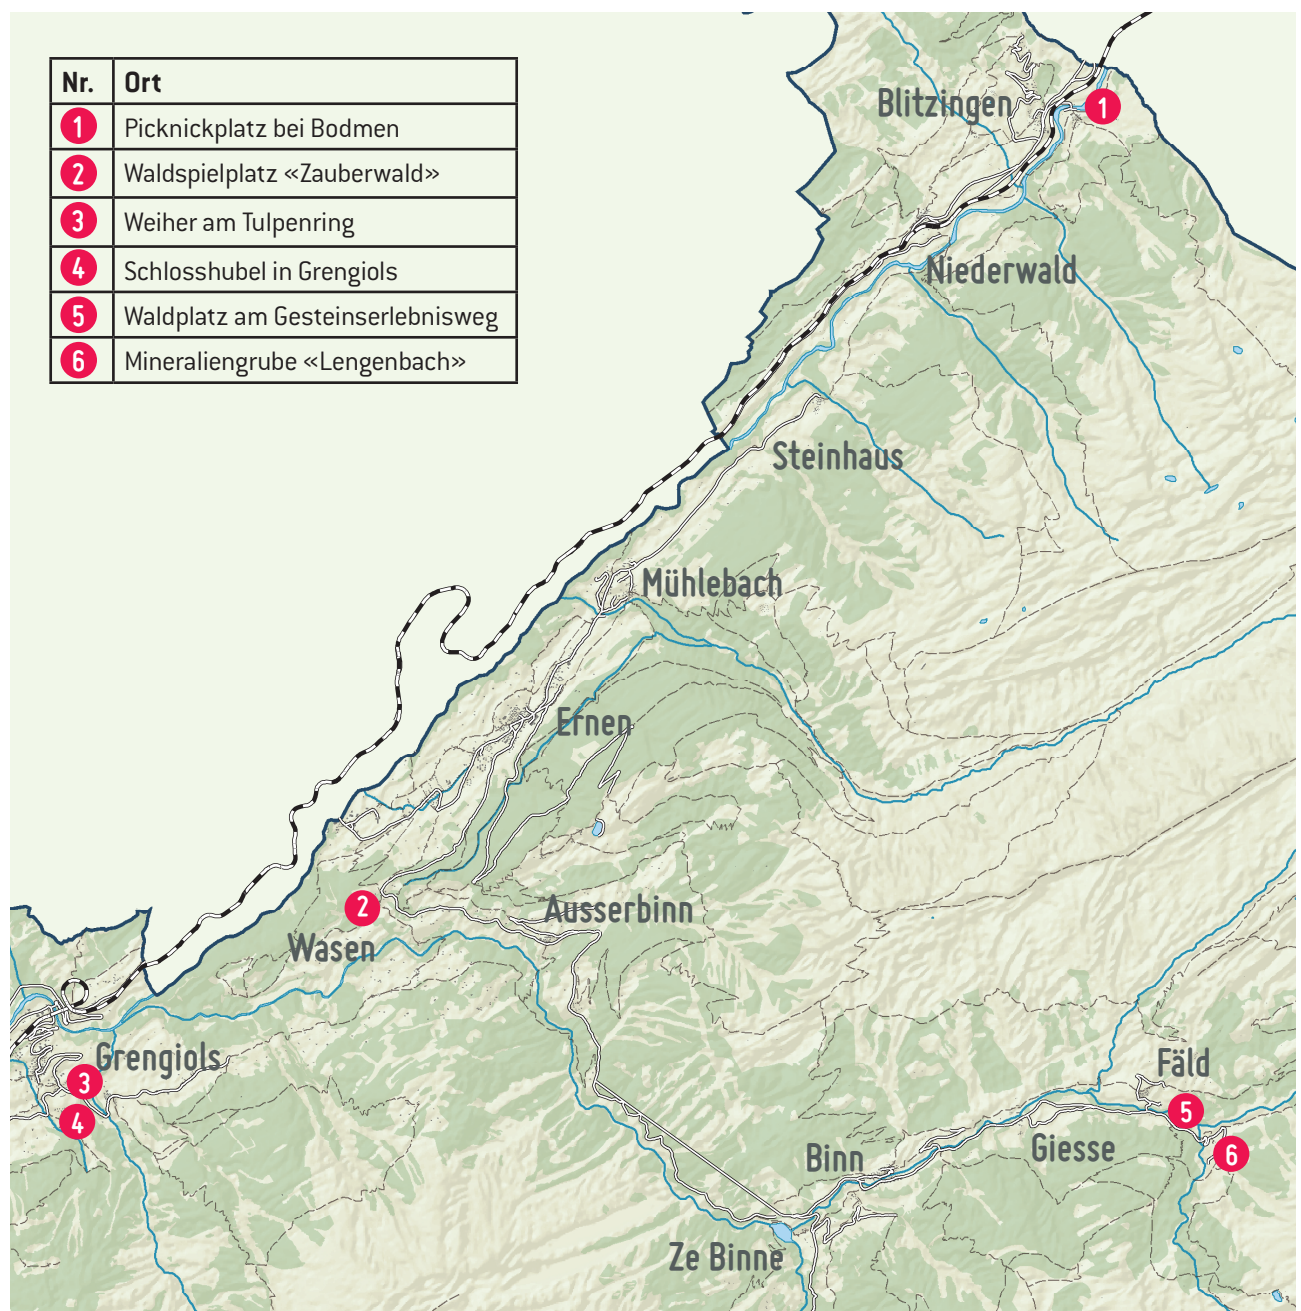 Nr. Ort
1 Picknickplatz bei Bodmen
2 Waldspielplatz «Zauberwald»
3 Weiher am Tulpenring
4 Schlosshubel in Grengiols
5 Waldplatz am Gesteinserlebnisweg
6 Mineraliengrube «Lengenbach»
Blitzingen 1
Niederwald
Steinhaus
Mühlebach
Ernen
2 Ausserbinn
Wasen
Grengiols
Fäld
3
4
5
Binn Giesse 6
Ze Binne